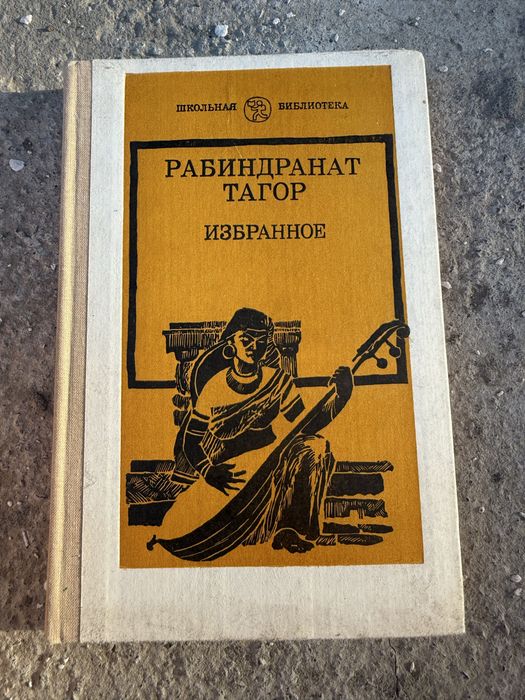 ШКОЛЬНАЯ БИБЛИОТЕКА
РАБИНДРАНАТ
ТАГОР
ИЗБРАННОЕ